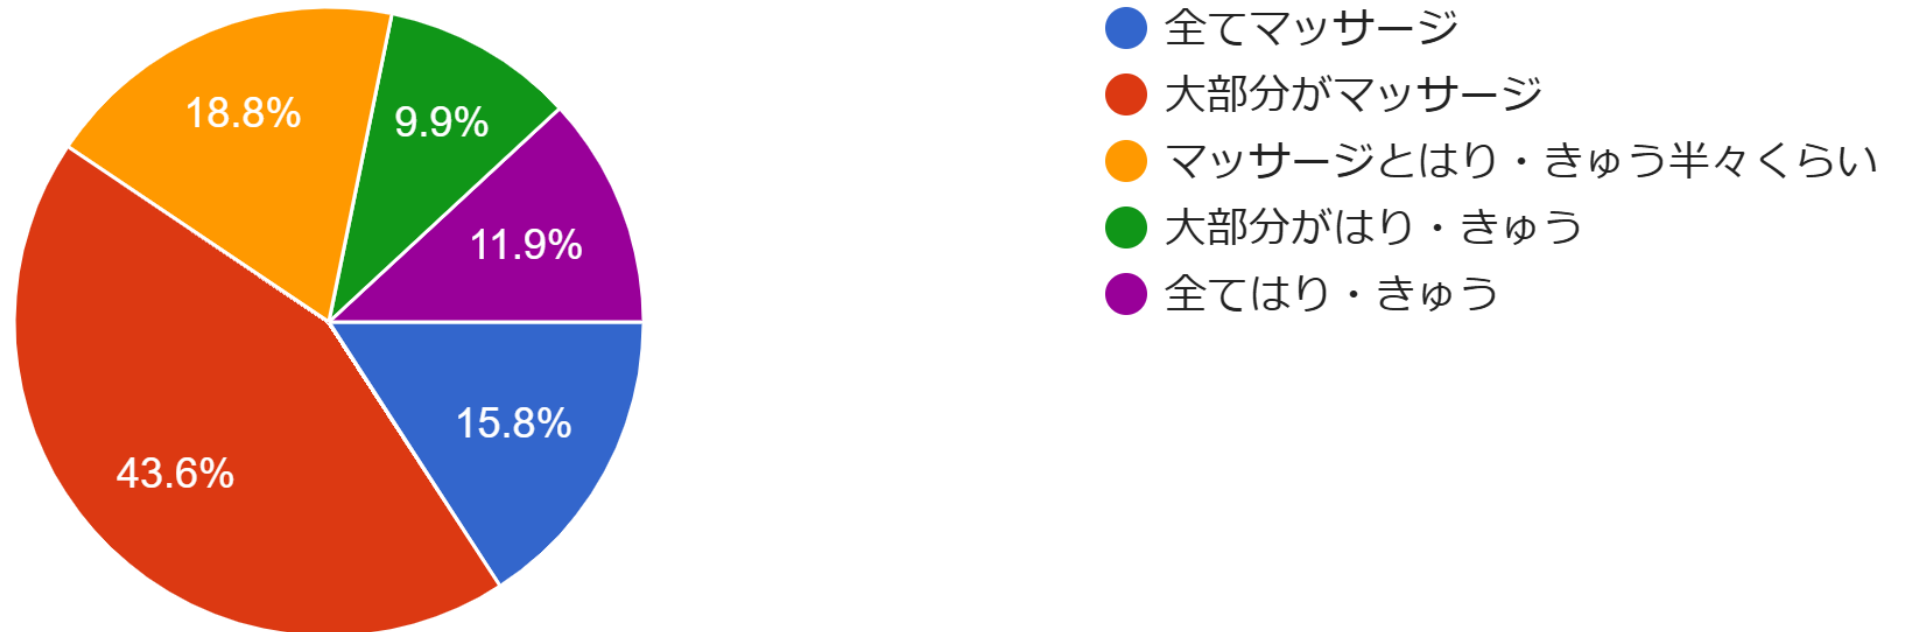 18.8%
9.9%
11.9%
15.8%
43.6%
全てマッサージ
大部分がマッサージ
マッサージとはり・きゅう半々くらい
大部分がはり・きゅう
全てはり・きゅう